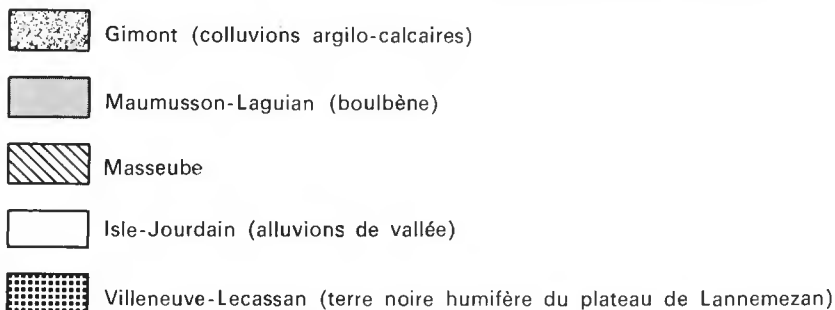 Gimont (colluvions argilo-calcaires)
Maumusson-Laguian (boulbène)
Masseube
Isle-Jourdain (alluvions de vallée)
Villeneuve-Lecassan (terre noire humifère du plateau de Lannemezan)